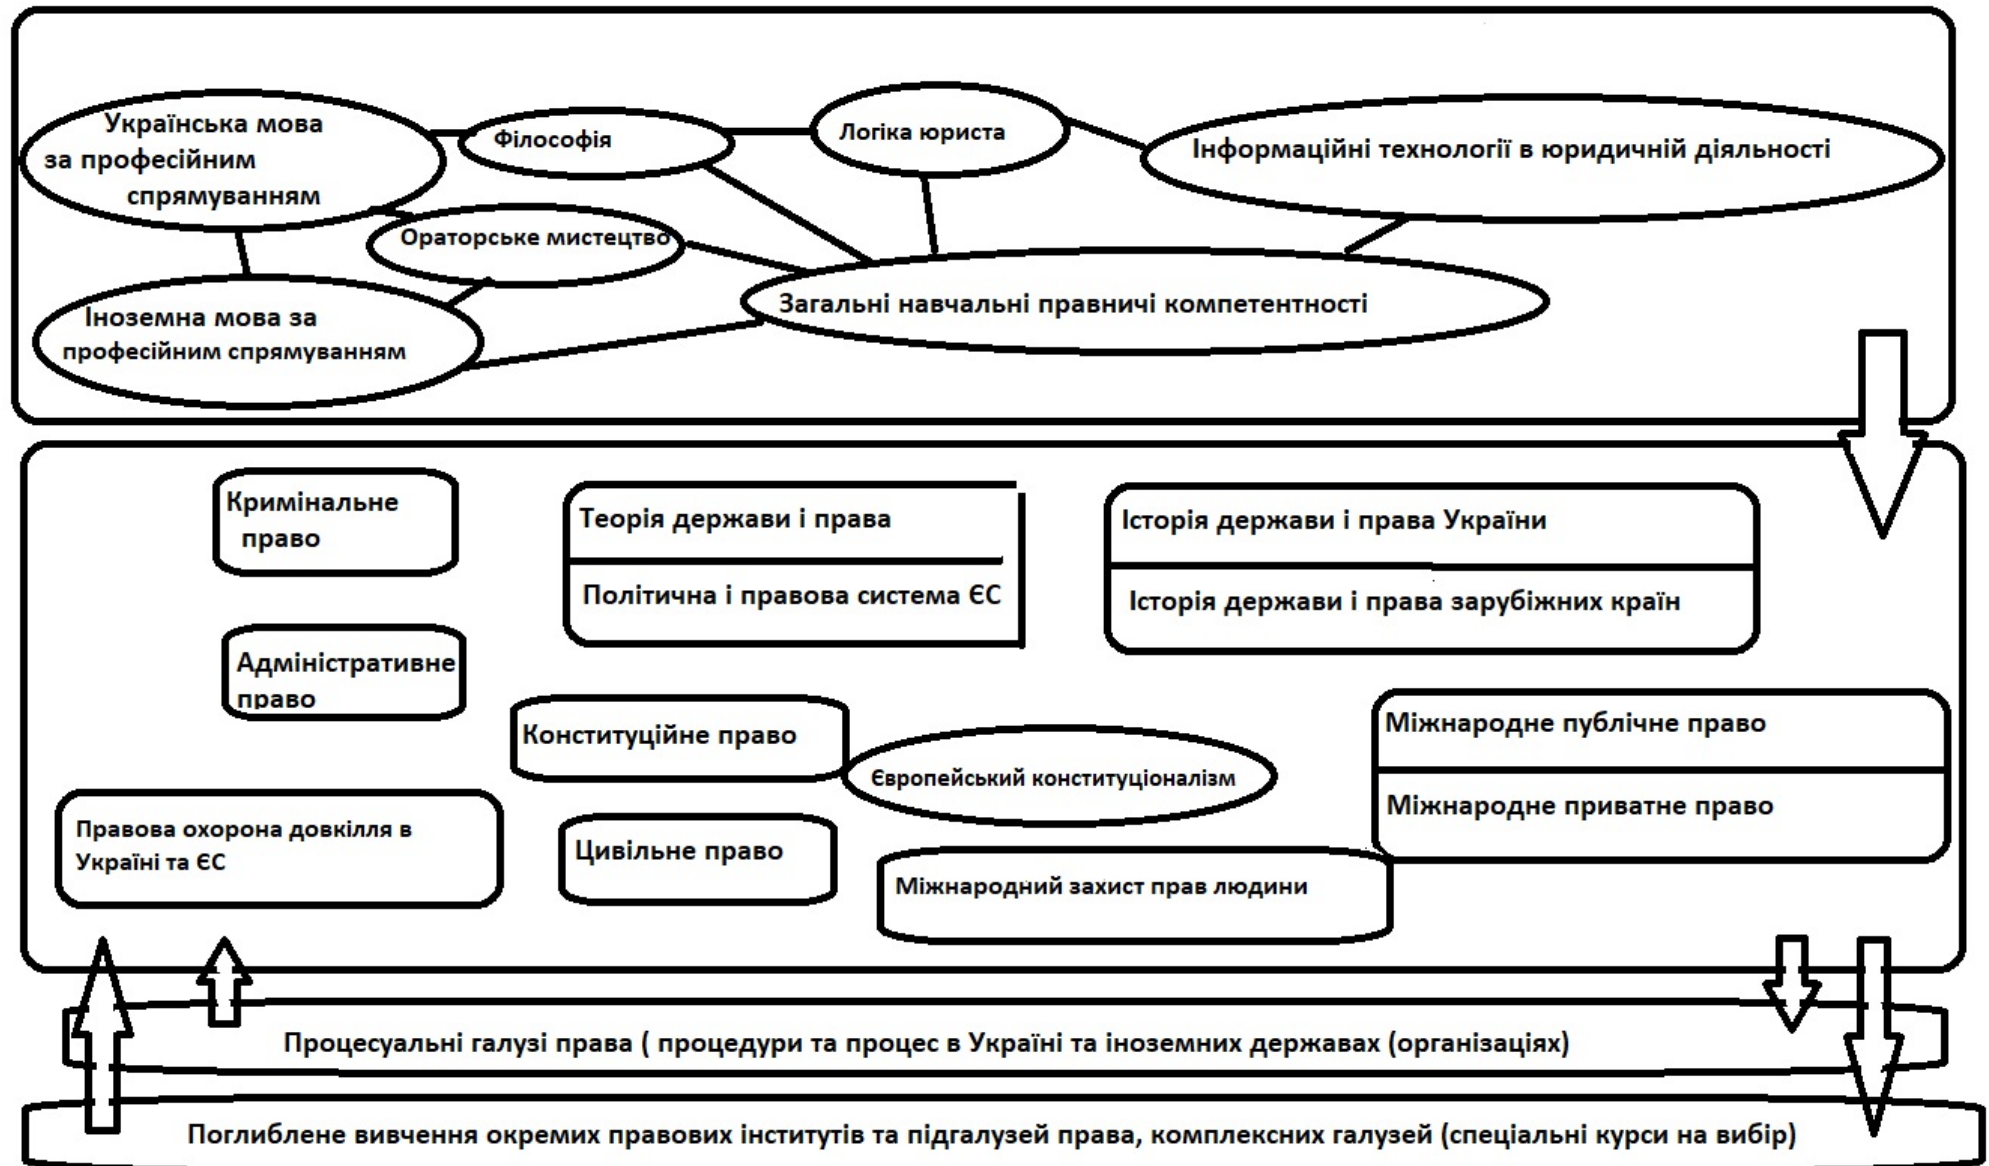 Українська мова
за професійним
спрямуванням
Філософія
Логіка юриста
Інформаційні технології в юридичній діяльності
Ораторське мистецтво
Іноземна мова за
професійним спрямуванням
Загальні навчальні правничі компетентності
Кримінальне
право
Теорія держави і права
Політична і правова система ЄС
Історія держави і права України
Історія держави і права зарубіжних країн
Адміністративне
право
Конституційне право
Європейський конституціоналізм
Міжнародне публічне право
Міжнародне приватне право
Правова охорона довкілля в
Україні та ЄС
Цивільне право
Міжнародний захист прав людини
Процесуальні галузі права ( процедури та процес в Україні та іноземних державах (організаціях)
Поглиблене вивчення окремих правових інститутів та підгалузей права, комплексних галузей (спеціальні курси на вибір)